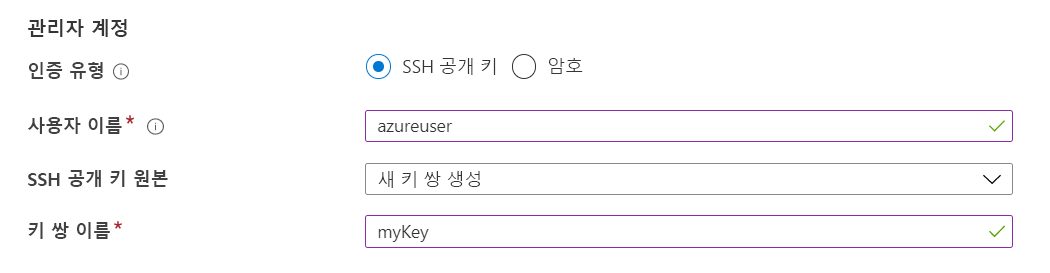 관리자 계정
인증 유형 SSH 공개 키 암호
사용자 이름* azureuser
SSH 공개 키 원본 새 키 쌍 생성
키 쌍 이름* myKey